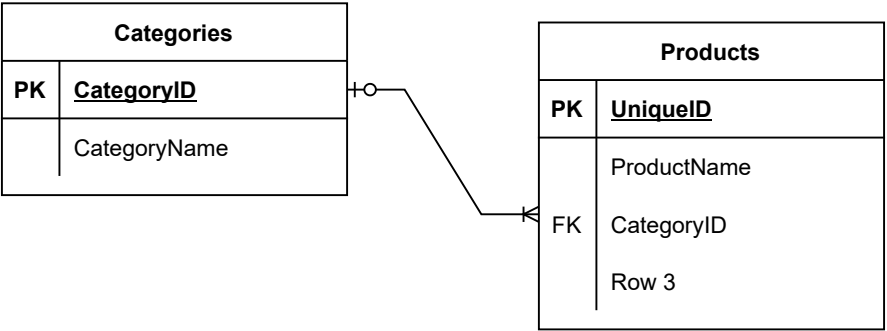 Categories
PK CategoryID
CategoryName
Products
PK UniqueID
ProductName
FK CategoryID
Row 3